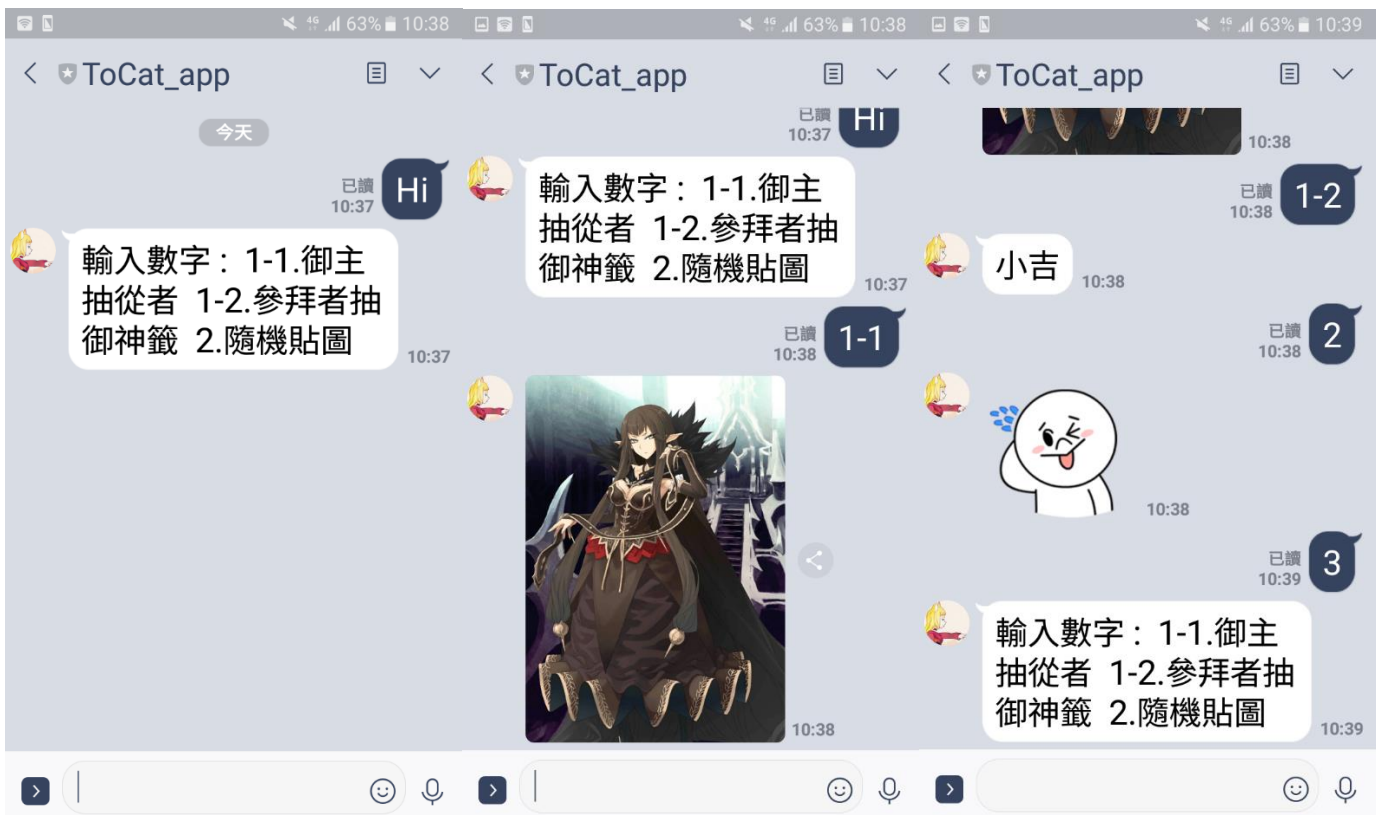 63% 10:38
ToCat_app
今天
已讀
10:37
Hi
輸入數字： 1-1.御主
抽從者 1-2.參拜者抽
御神籤 2.隨機貼圖
10:37
63% 10:38
ToCat_app
已讀
10:37
Hi
輸入數字： 1-1.御主
抽從者 1-2.參拜者抽
御神籤 2.隨機貼圖
10:37
已讀
10:38
1-1
10:38
63% 10:39
ToCat_app
10:38
已讀
10:38
1-2
小吉
10:38
已讀
10:38
2
10:38
已讀
10:39
3
輸入數字： 1-1.御主
抽從者 1-2.參拜者抽
御神籤 2.隨機貼圖
10:39